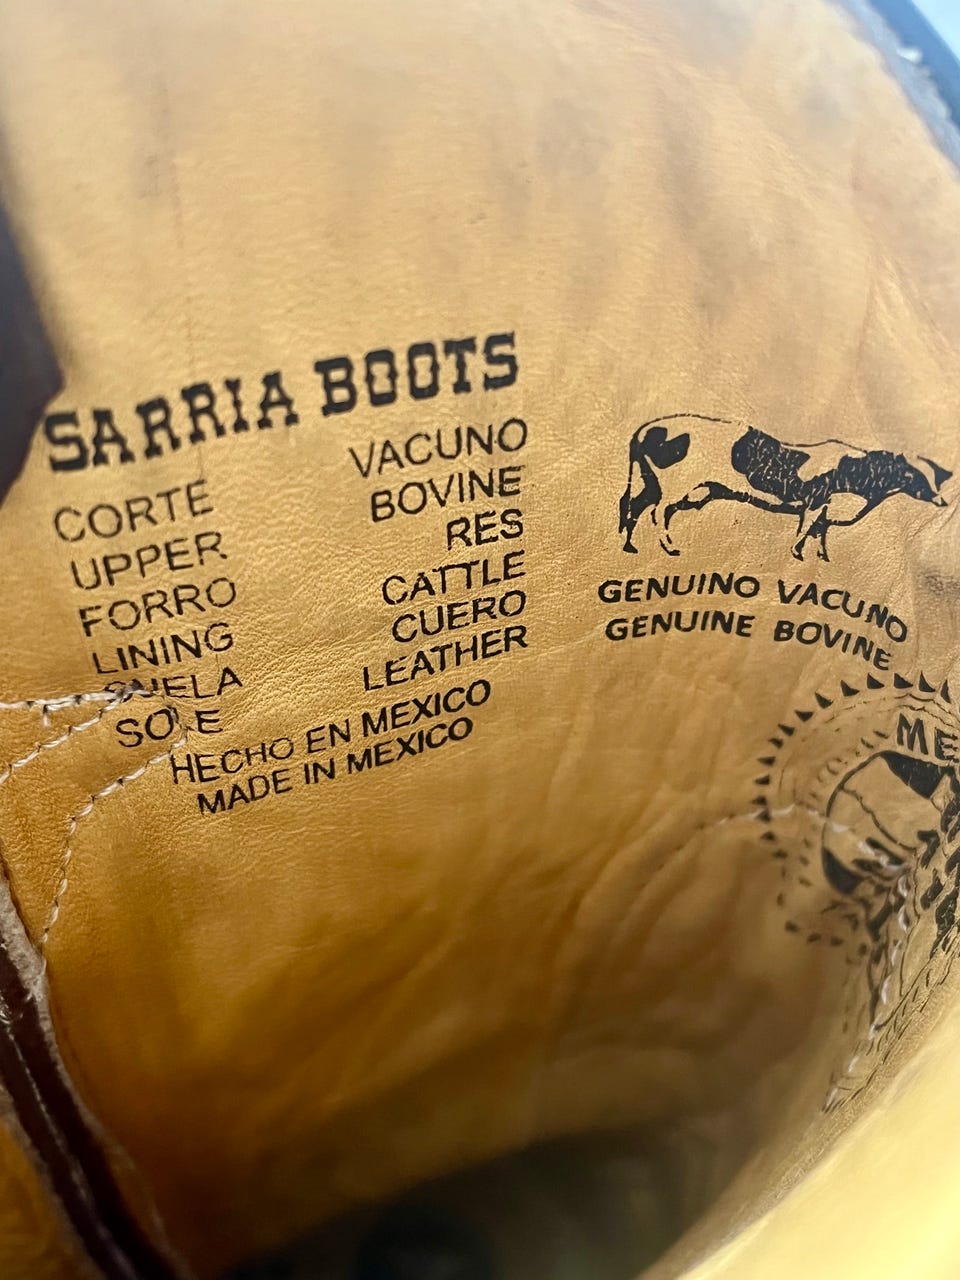 SARRIA BOOTS
CORTE VACUNO
UPPER BOVINE
FORRO RES
LINING CATTLE
SUELA CUERO
SOLE LEATHER
HECHO EN MEXICO
MADE IN MEXICO
GENUINO VACUNO
GENUINE BOVINE